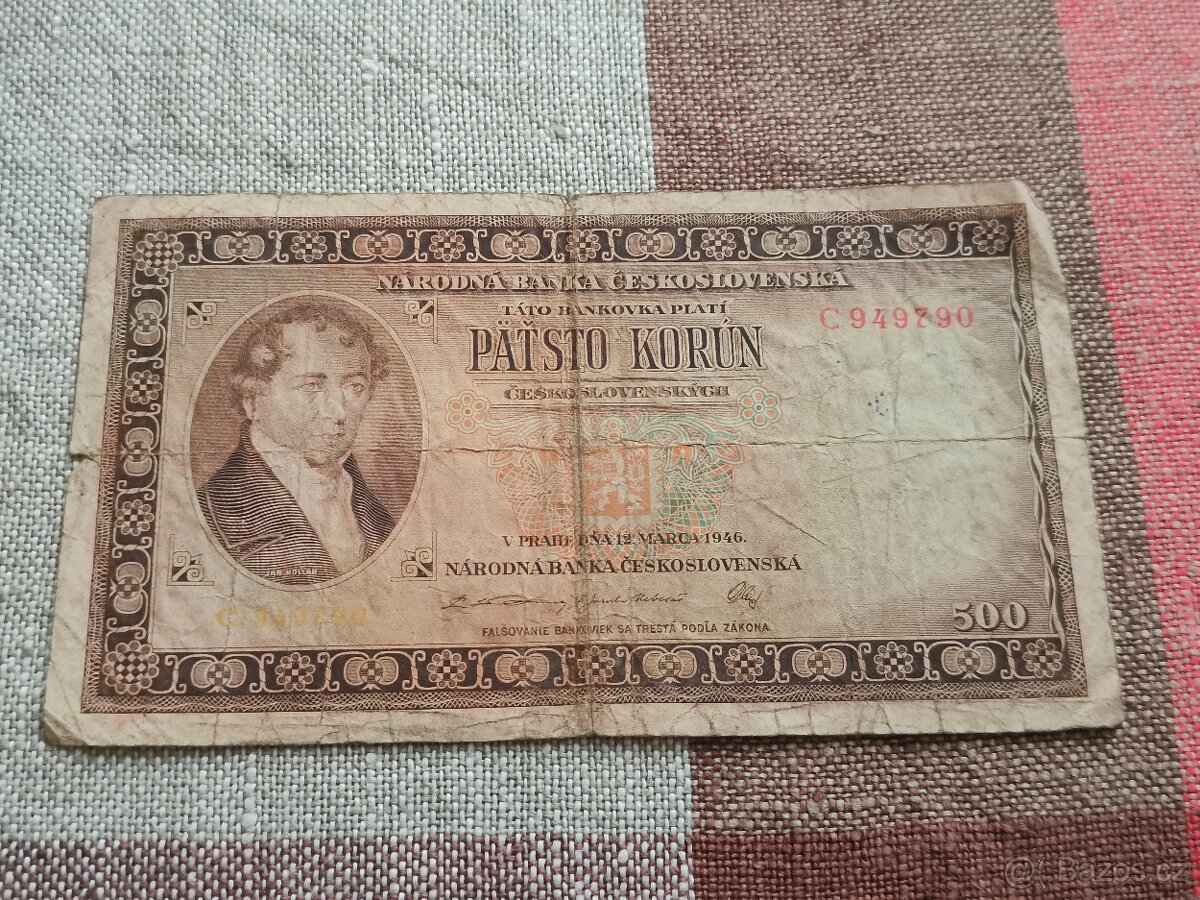 NÁRODNÁ BANKA ČESKOSLOVENSKÁ
TÁTO BANKOVKA PLATÍ
C 949790
PÄŤSTO KORÚN
ČESKOSLOVENSKÝCH
V PRAHE DŇA 12. MARCA 1946.
NÁRODNÁ BANKA ČESKOSLOVENSKÁ
JÁN KOLLÁR
C 949790
500
FALŠOVANIE BANKOVIEK SA TRESTÁ PODĽA ZÁKONA.
Bazos.cz